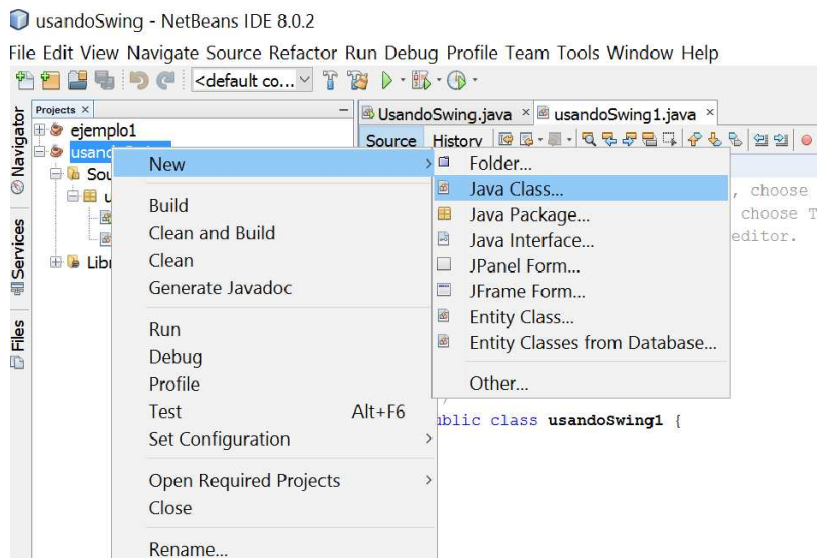 usandoSwing - NetBeans IDE 8.0.2
File Edit View Navigate Source Refactor Run Debug Profile Team Tools Window Help
<default co...
Projects ×
UsandoSwing.java ×
usandoSwing1.java ×
Source History
ejemplo1
Navigator
Services
Files
New
Build
Clean and Build
Clean
Generate Javadoc
Run
Debug
Profile
Test Alt+F6
Set Configuration
Open Required Projects
Close
Rename...
Folder...
Java Class...
Java Package...
Java Interface...
JPanel Form...
JFrame Form...
Entity Class...
Entity Classes from Database...
Other...
, choose
choose T
editor.
class usandoSwing1 {